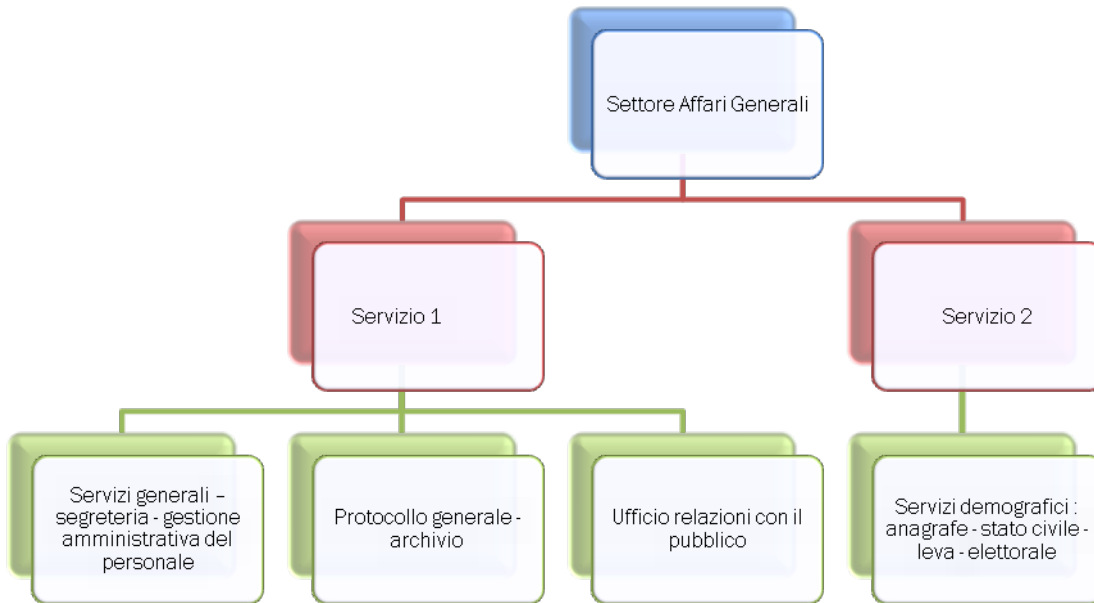 Settore Affari Generali
Servizio 1
Servizio 2
Servizi generali –
segreteria - gestione
amministrativa del
personale
Protocollo generale -
archivio
Ufficio relazioni con il
pubblico
Servizi demografici :
anagrafe - stato civile -
leva - elettorale